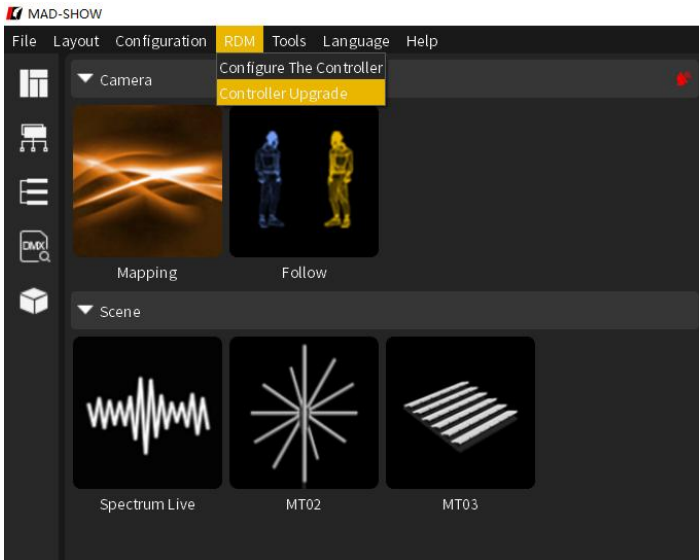 MAD-SHOW
File Layout Configuration RDM Tools Language Help
Configure The Controller
Camera
Controller Upgrade
DMX
Mapping Follow
Scene
Spectrum Live MT02 MT03